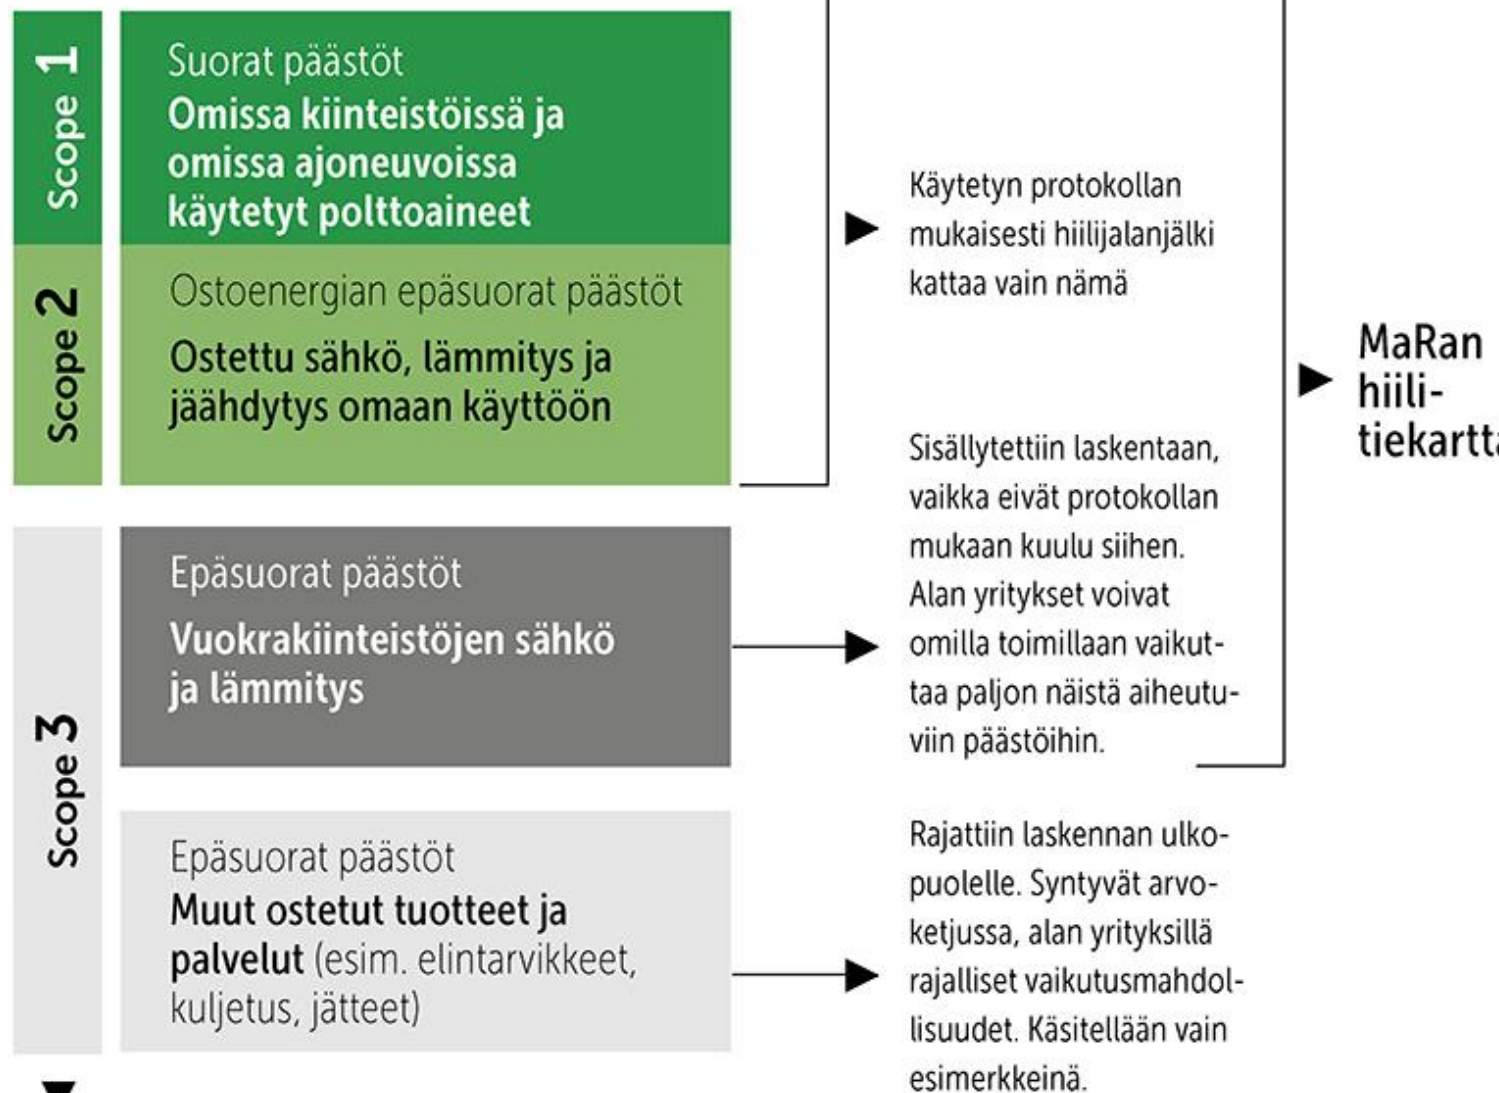 Scope 1
Suorat päästöt
Omissa kiinteistöissä ja
omissa ajoneuvoissa
käytetyt polttoaineet
Scope 2
Ostoenergian epäsuorat päästöt
Ostettu sähkö, lämmitys ja
jäähdytys omaan käyttöön
Käytetyn protokollan
mukaisesti hiilijalanjälki
kattaa vain nämä
Scope 3
Epäsuorat päästöt
Vuokrakiinteistöjen sähkö
ja lämmitys
Sisällytettiin laskentaan,
vaikka eivät protokollan
mukaan kuulu siihen.
Alan yritykset voivat
omilla toimillaan vaikut-
taa paljon näistä aiheutu-
viin päästöihin.
Epäsuorat päästöt
Muut ostetut tuotteet ja
palvelut (esim. elintarvikkeet,
kuljetus, jätteet)
Rajattiin laskennan ulko-
puolelle. Syntyvät arvo-
ketjussa, alan yrityksillä
rajalliset vaikutusmahdol-
lisuudet. Käsitellään vain
esimerkkeinä.
MaRan
hiili-
tiekartta